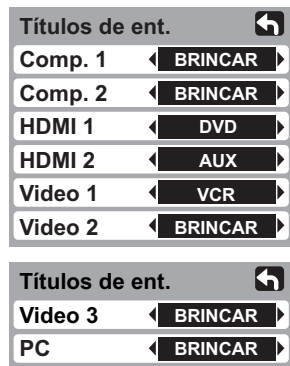 Títulos de ent.
Comp. 1 BRINCAR
Comp. 2 BRINCAR
HDMI 1 DVD
HDMI 2 AUX
Video 1 VCR
Video 2 BRINCAR
Títulos de ent.
Video 3 BRINCAR
PC BRINCAR